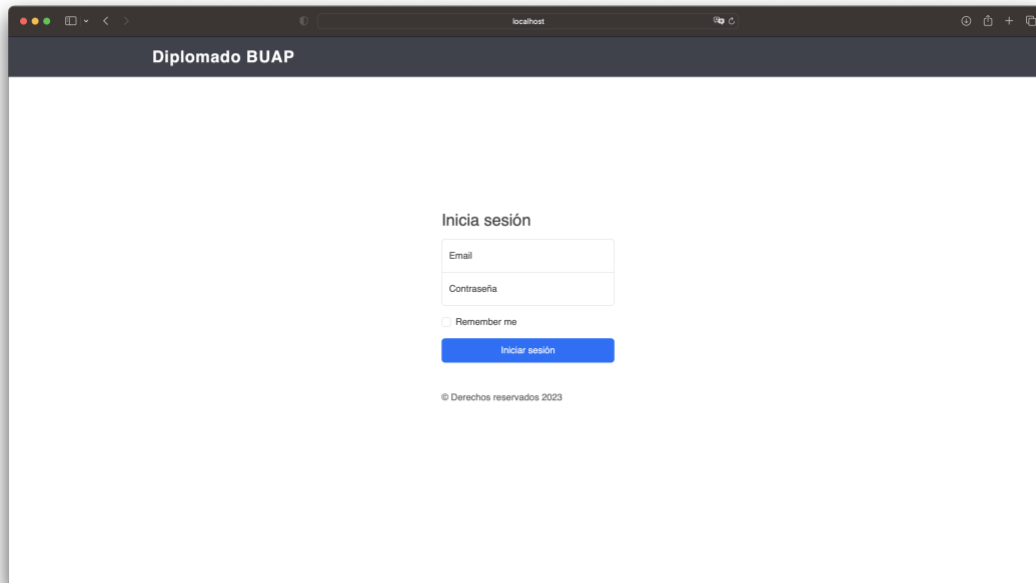 localhost
Diplomado BUAP
Inicia sesión
Email
Contraseña
Remember me
Iniciar sesión
© Derechos reservados 2023